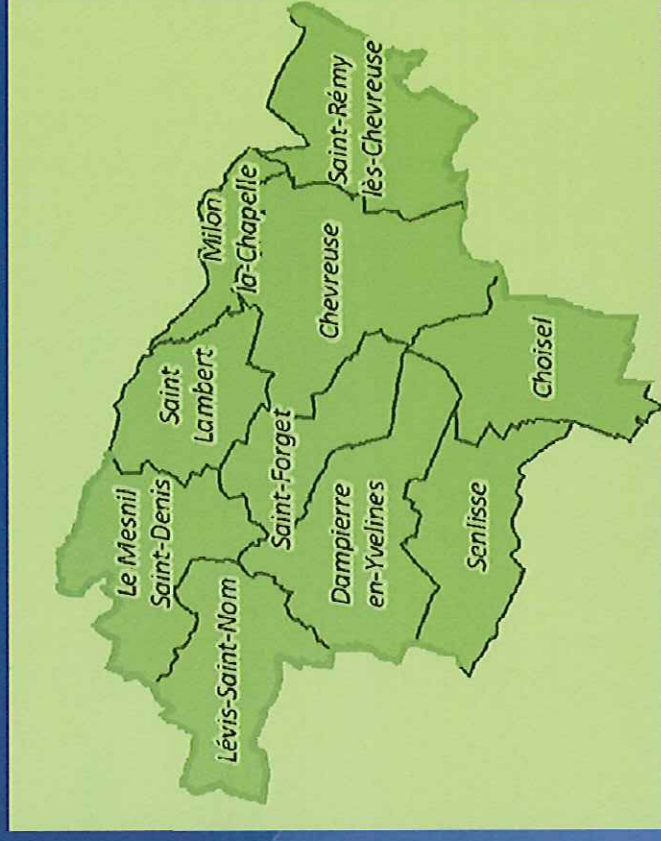 Le Mesnil
Saint-Denis
Lévis-Saint-Nom
Saint
Lambert
Milon
la-Chapelle
Saint-Rémy
lès-Chevreuse
Chevreuse
Saint-Forget
Dampierre
en-Yvelines
Senlisse
Choisel